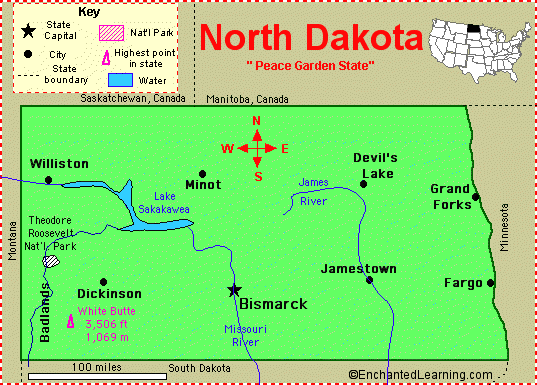 Key
State
Capital
Nat'l Park
City
Highest point
in state
State
boundary
Water
North Dakota
" Peace Garden State"
Saskatchewan, Canada
Manitoba, Canada
N
W
E
S
Williston
Minot
Devil's
Lake
Grand
Forks
Lake
Sakakawea
James
River
Theodore
Roosevelt
Nat'l. Park
Montana
Minnesota
Badlands
Dickinson
White Butte
3,506 ft
1,069 m
Bismarck
Missouri
River
Jamestown
Fargo
100 miles
South Dakota
©EnchantedLearning.com